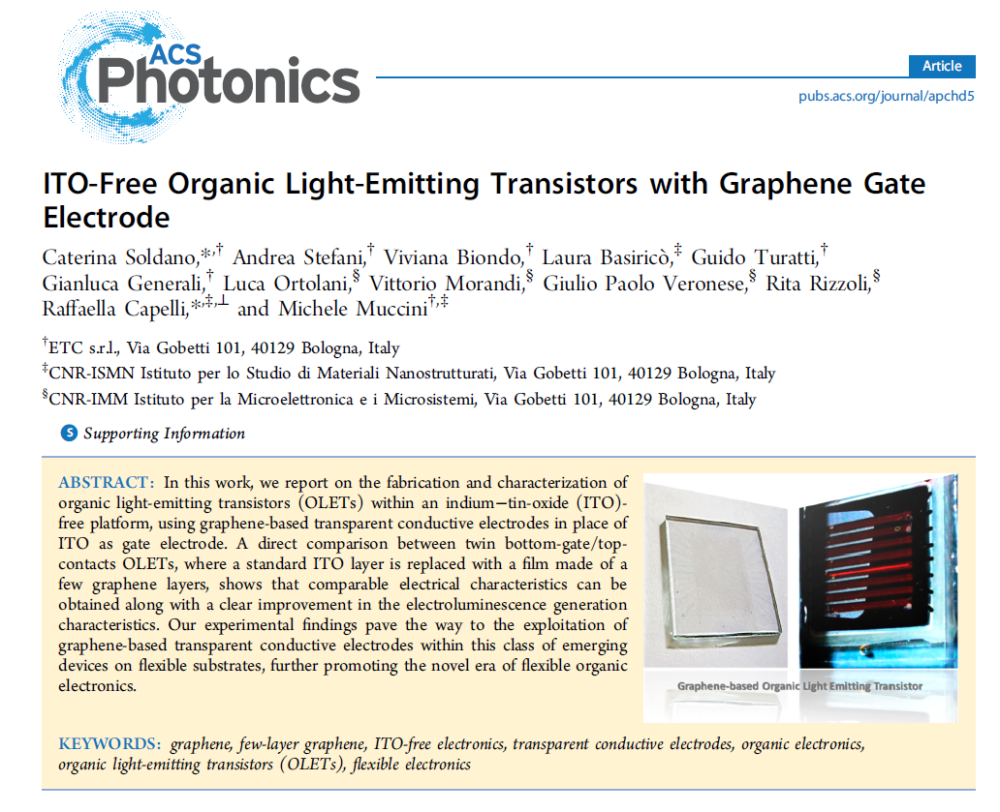 ACS
Photonics
Article
pubs.acs.org/journal/apchd5
ITO-Free Organic Light-Emitting Transistors with Graphene Gate
Electrode
Caterina Soldano,*,† Andrea Stefani,† Viviana Biondo,† Laura Basiricò,‡ Guido Turatti,†
Gianluca Generali,† Luca Ortolani,§ Vittorio Morandi,§ Giulio Paolo Veronese,§ Rita Rizzoli,§
Raffaella Capelli,*,‡,⊥ and Michele Muccini†,‡
†ETC s.r.l., Via Gobetti 101, 40129 Bologna, Italy
‡CNR-ISMN Istituto per lo Studio di Materiali Nanostrutturati, Via Gobetti 101, 40129 Bologna, Italy
§CNR-IMM Istituto per la Microelettronica e i Microsistemi, Via Gobetti 101, 40129 Bologna, Italy
S Supporting Information
ABSTRACT: In this work, we report on the fabrication and characterization of
organic light-emitting transistors (OLETs) within an indium−tin-oxide (ITO)-
free platform, using graphene-based transparent conductive electrodes in place of
ITO as gate electrode. A direct comparison between twin bottom-gate/top-
contacts OLETs, where a standard ITO layer is replaced with a film made of a
few graphene layers, shows that comparable electrical characteristics can be
obtained along with a clear improvement in the electroluminescence generation
characteristics. Our experimental findings pave the way to the exploitation of
graphene-based transparent conductive electrodes within this class of emerging
devices on flexible substrates, further promoting the novel era of flexible organic
electronics.
Graphene-based Organic Light Emitting Transistor
KEYWORDS: graphene, few-layer graphene, ITO-free electronics, transparent conductive electrodes, organic electronics,
organic light-emitting transistors (OLETs), flexible electronics